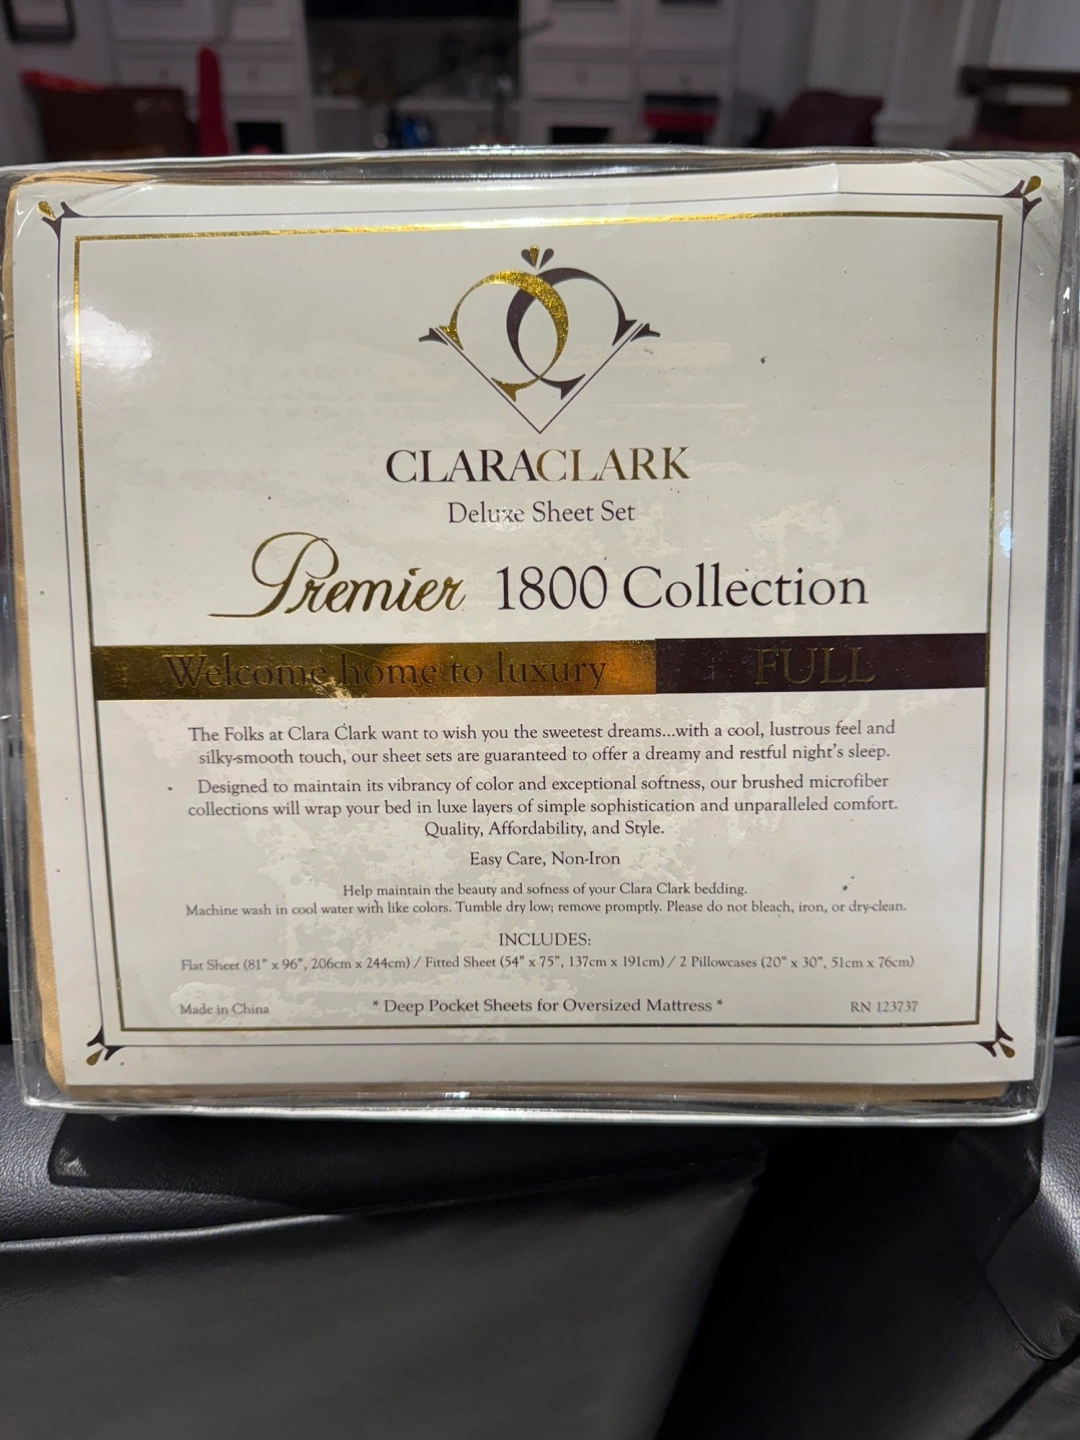 CLARACLARK
Deluxe Sheet Set
Premier 1800 Collection
Welcome home to luxury FULL
The Folks at Clara Clark want to wish you the sweetest dreams...with a cool, lustrous feel and
silky-smooth touch, our sheet sets are guaranteed to offer a dreamy and restful night's sleep.
Designed to maintain its vibrancy of color and exceptional softness, our brushed microfiber
collections will wrap your bed in luxe layers of simple sophistication and unparalleled comfort.
Quality, Affordability, and Style.
Easy Care, Non-Iron
Help maintain the beauty and sofness of your Clara Clark bedding.
Machine wash in cool water with like colors. Tumble dry low; remove promptly. Please do not bleach, iron, or dry-clean.
INCLUDES:
Flat Sheet (81" x 96", 206cm x 244cm) / Fitted Sheet (54" x 75", 137cm x 191cm) / 2 Pillowcases (20" x 30", 51cm x 76cm)
Made in China * Deep Pocket Sheets for Oversized Mattress * RN 123737